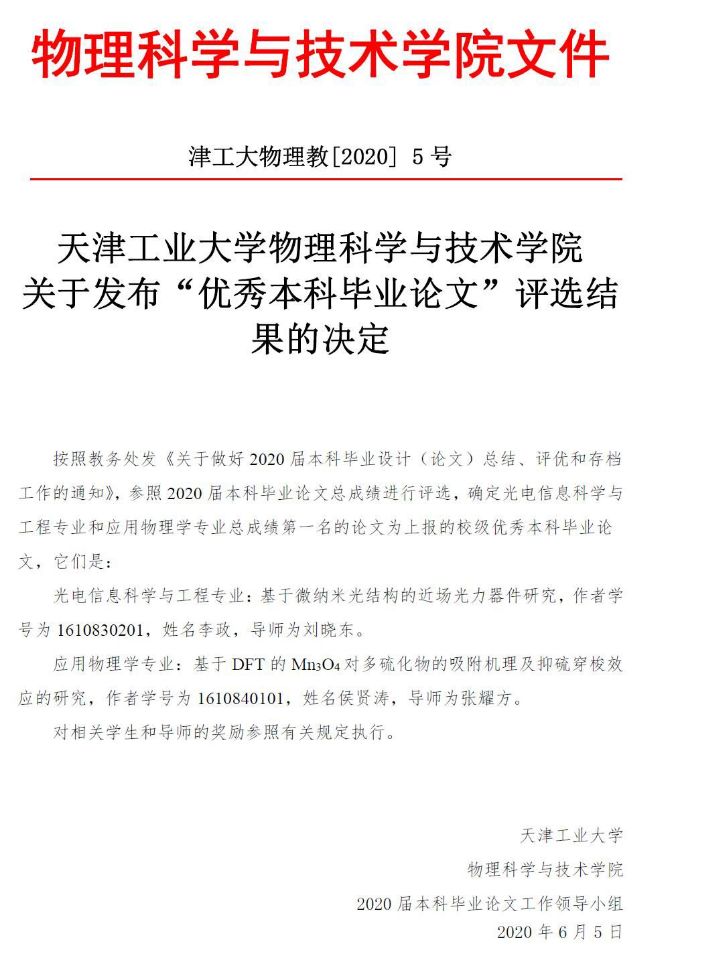 物理科学与技术学院文件
津工大物理教[2020] 5 号
天津工业大学物理科学与技术学院
关于发布“优秀本科毕业论文”评选结
果的决定
按照教务处发《关于做好 2020 届本科毕业设计（论文）总结、评优和存档
工作的通知》，参照 2020 届本科毕业论文总成绩进行评选，确定光电信息科学与
工程专业和应用物理学专业总成绩第一名的论文为上报的校级优秀本科毕业论
文，它们是：
光电信息科学与工程专业：基于微纳米光结构的近场光力器件研究，作者学
号为 1610830201，姓名李政，导师为刘晓东。
应用物理学专业：基于 DFT 的 Mn₃O₄ 对多硫化物的吸附机理及抑硫穿梭效
应的研究，作者学号为 1610840101，姓名侯贤涛，导师为张耀方。
对相关学生和导师的奖励参照有关规定执行。
天津工业大学
物理科学与技术学院
2020 届本科毕业论文工作领导小组
2020 年 6 月 5 日